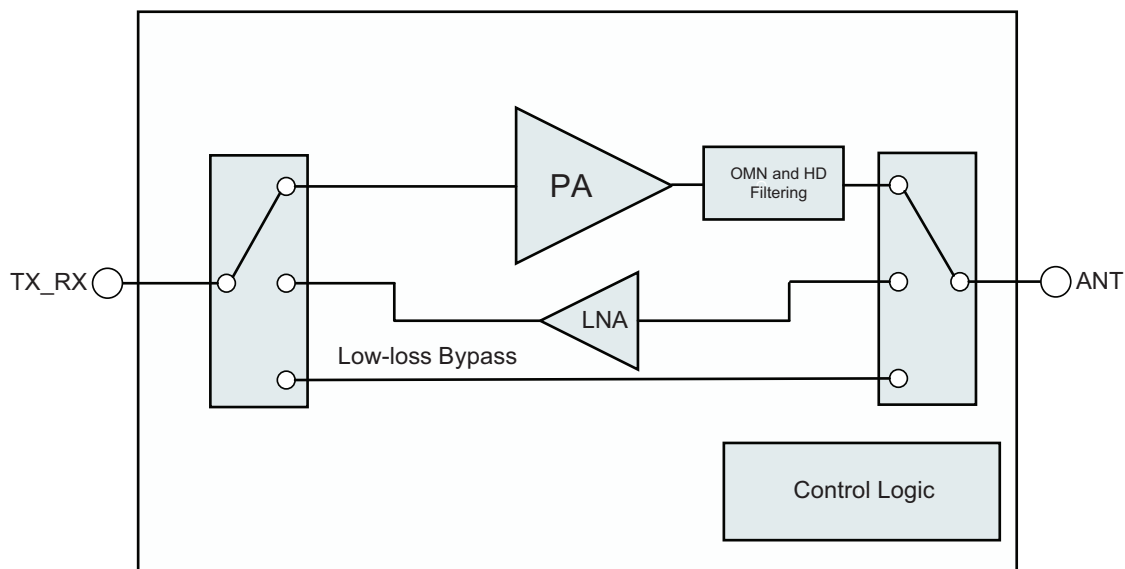 PA
OMN and HD
Filtering
TX_RX
ANT
LNA
Low-loss Bypass
Control Logic